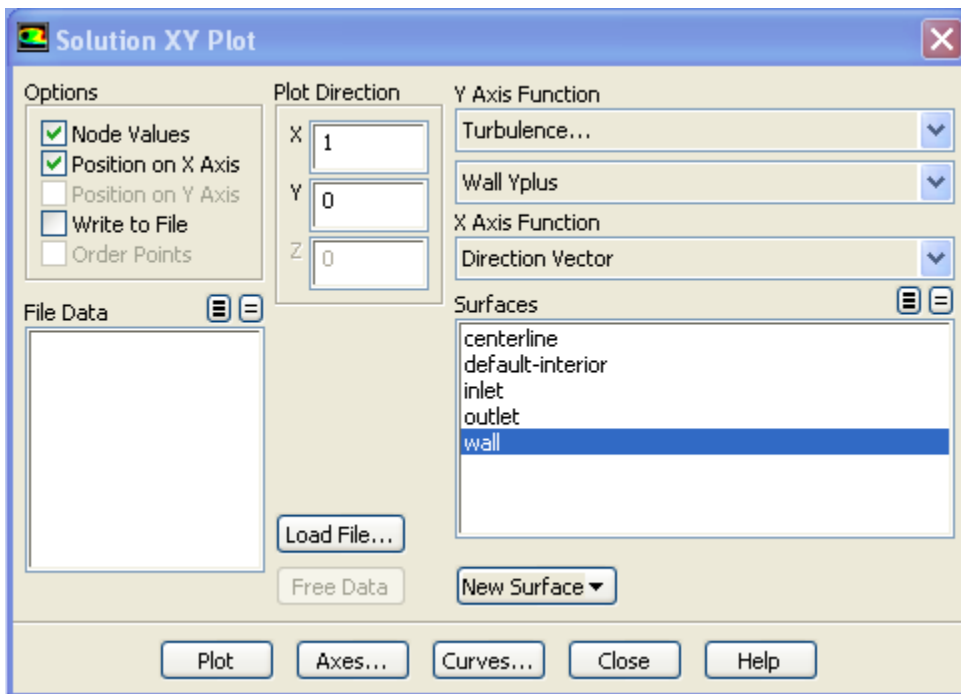 Solution XY Plot
Options
Node Values
Position on X Axis
Position on Y Axis
Write to File
Order Points
Plot Direction
X 1
Y 0
Z 0
Y Axis Function
Turbulence...
Wall Yplus
X Axis Function
Direction Vector
File Data
Surfaces
centerline
default-interior
inlet
outlet
wall
Load File...
Free Data
New Surface
Plot Axes... Curves... Close Help